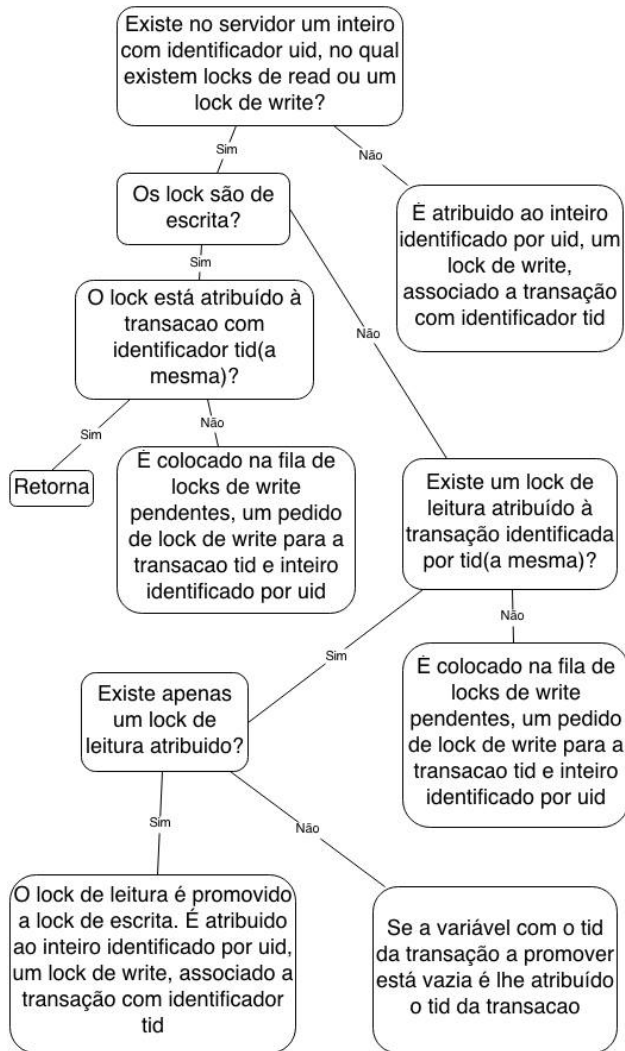 Existe no servidor um inteiro
com identificador uid, no qual
existem locks de read ou um
lock de write?
Sim
Não
Os lock são de
escrita?
É atribuido ao inteiro
identificado por uid, um
lock de write,
associado a transação
com identificador tid
Sim
O lock está atribuído à
transacao com
identificador tid(a
mesma)?
Não
Sim
Não
Retorna
É colocado na fila de
locks de write
pendentes, um pedido
de lock de write para a
transacao tid e inteiro
identificado por uid
Existe um lock de
leitura atribuído à
transação identificada
por tid(a mesma)?
Sim
Não
Existe apenas
um lock de
leitura atribuido?
É colocado na fila de
locks de write
pendentes, um pedido
de lock de write para a
transacao tid e inteiro
identificado por uid
Sim
Não
O lock de leitura é promovido
a lock de escrita. É atribuido
ao inteiro identificado por uid,
um lock de write, associado a
transação com identificador
tid
Se a variável com o tid
da transação a promover
está vazia é lhe atribuído
o tid da transacao